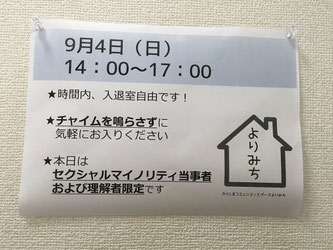 9月4日（日）
14：00～17：00
★時間内、入退室自由です！
★チャイムを鳴らさずに
気軽にお入りください
★本日は
セクシャルマイノリティ当事者
および理解者限定です
よりみち